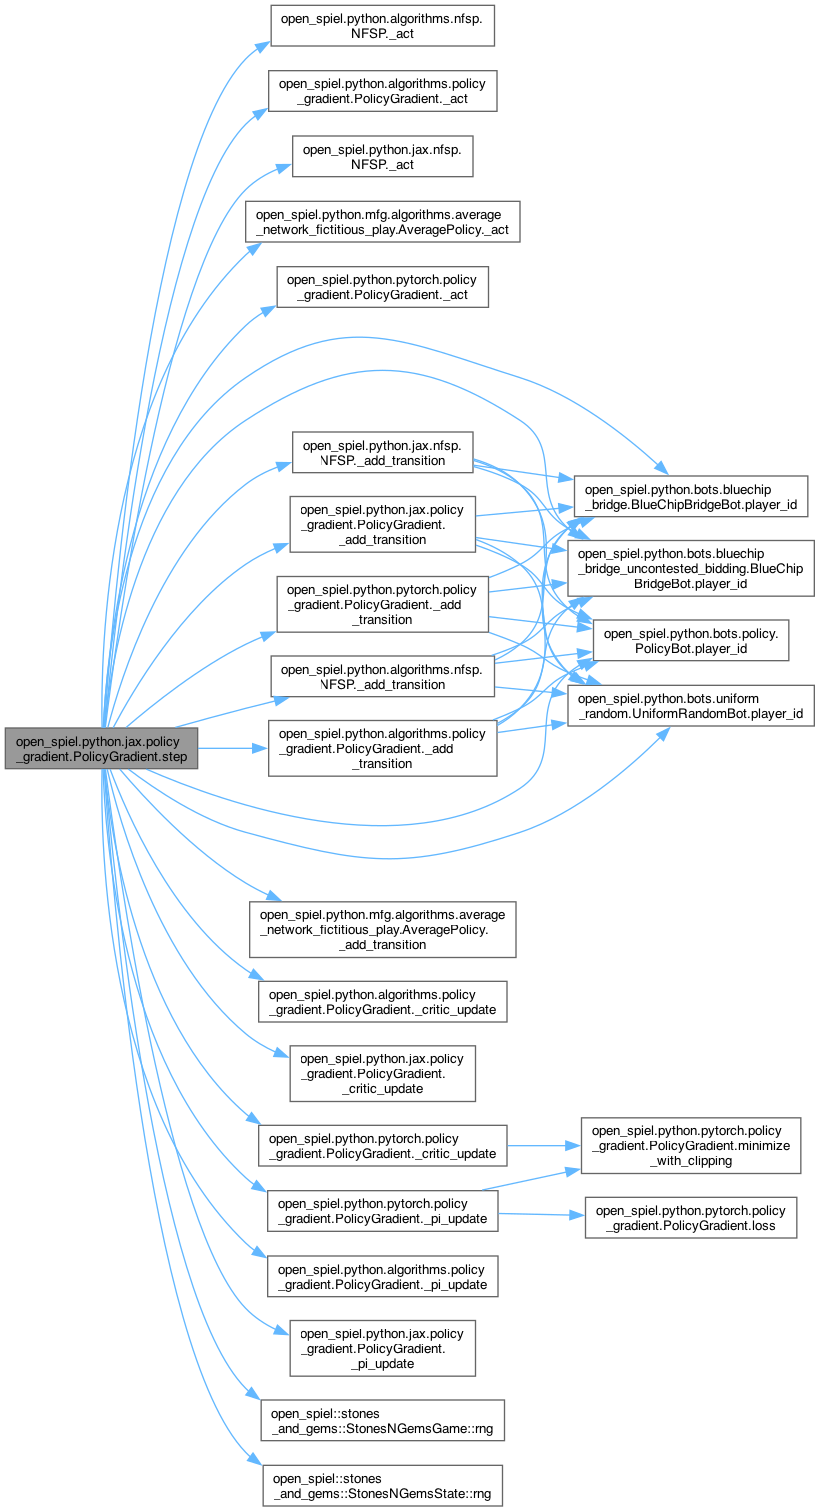 open_spiel.python.algorithms.nfsp.
NFSP._act
open_spiel.python.algorithms.policy
_gradient.PolicyGradient._act
open_spiel.python.jax.nfsp.
NFSP._act
open_spiel.python.mfg.algorithms.average
_network_fictitious_play.AveragePolicy._act
open_spiel.python.pytorch.policy
_gradient.PolicyGradient._act
open_spiel.python.jax.nfsp.
NFSP._add_transition
open_spiel.python.bots.bluechip
_bridge.BlueChipBridgeBot.player_id
open_spiel.python.jax.policy
_gradient.PolicyGradient.
_add_transition
open_spiel.python.bots.bluechip
_bridge_uncontested_bidding.BlueChip
BridgeBot.player_id
open_spiel.python.pytorch.policy
_gradient.PolicyGradient._add
_transition
open_spiel.python.bots.policy.
PolicyBot.player_id
open_spiel.python.algorithms.nfsp.
NFSP._add_transition
open_spiel.python.bots.uniform
_random.UniformRandomBot.player_id
open_spiel.python.jax.policy
_gradient.PolicyGradient.step
open_spiel.python.algorithms.policy
_gradient.PolicyGradient._add
_transition
open_spiel.python.mfg.algorithms.average
_network_fictitious_play.AveragePolicy.
_add_transition
open_spiel.python.algorithms.policy
_gradient.PolicyGradient._critic_update
open_spiel.python.jax.policy
_gradient.PolicyGradient.
_critic_update
open_spiel.python.pytorch.policy
_gradient.PolicyGradient._critic_update
open_spiel.python.pytorch.policy
_gradient.PolicyGradient.minimize
_with_clipping
open_spiel.python.pytorch.policy
_gradient.PolicyGradient._pi_update
open_spiel.python.pytorch.policy
_gradient.PolicyGradient.loss
open_spiel.python.algorithms.policy
_gradient.PolicyGradient._pi_update
open_spiel.python.jax.policy
_gradient.PolicyGradient.
_pi_update
open_spiel::stones
_and_gems::StonesNGemsGame::rng
open_spiel::stones
_and_gems::StonesNGemsState::rng